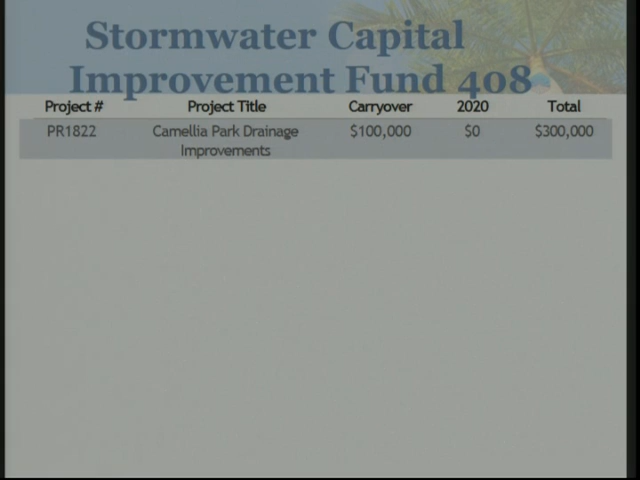 Stormwater Capital
Improvement Fund 408
Project # Project Title Carryover 2020 Total
PR1822 Camellia Park Drainage $100,000 $0 $300,000
Improvements